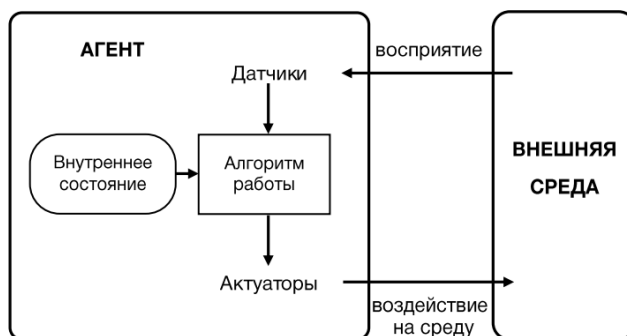 АГЕНТ
восприятие
Датчики
Внутреннее
состояние
Алгоритм
работы
ВНЕШНЯЯ
СРЕДА
Актуаторы
воздействие
на среду